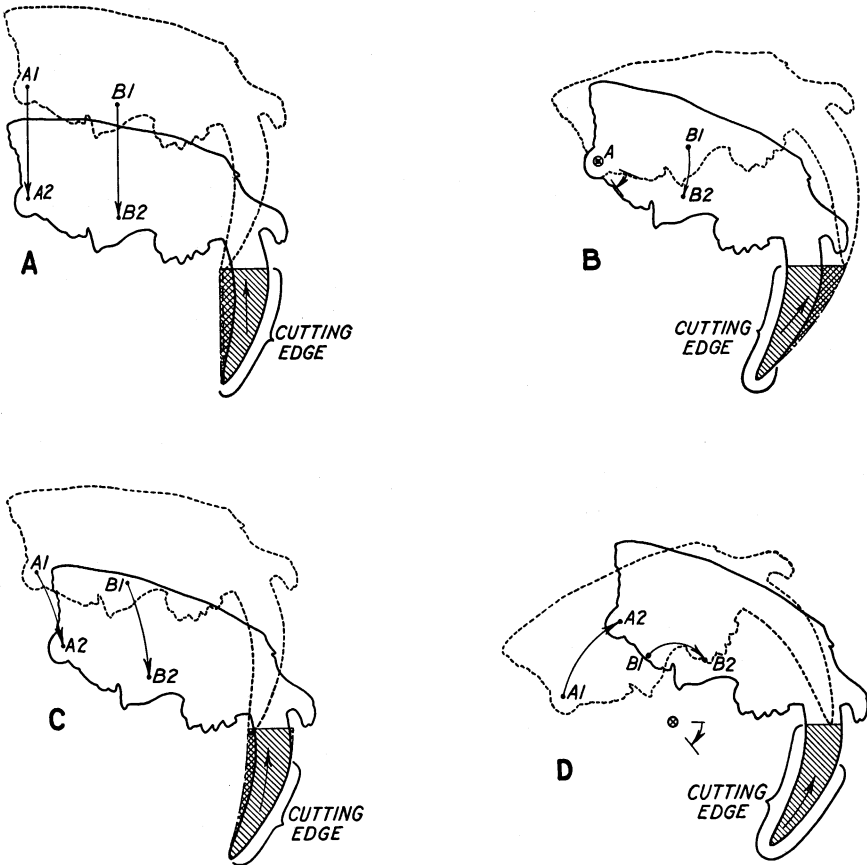 A1
B1
A2
B2
A
CUTTING
EDGE
A
B1
B2
B
CUTTING
EDGE
A1
B1
A2
B2
C
CUTTING
EDGE
A2
B1
B2
A1
D
CUTTING
EDGE